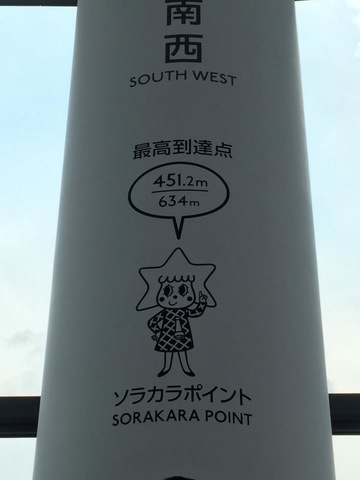 南
西
SOUTH WEST
最高到達点
451.2m
634m
ソラカラポイント
SORAKARA POINT